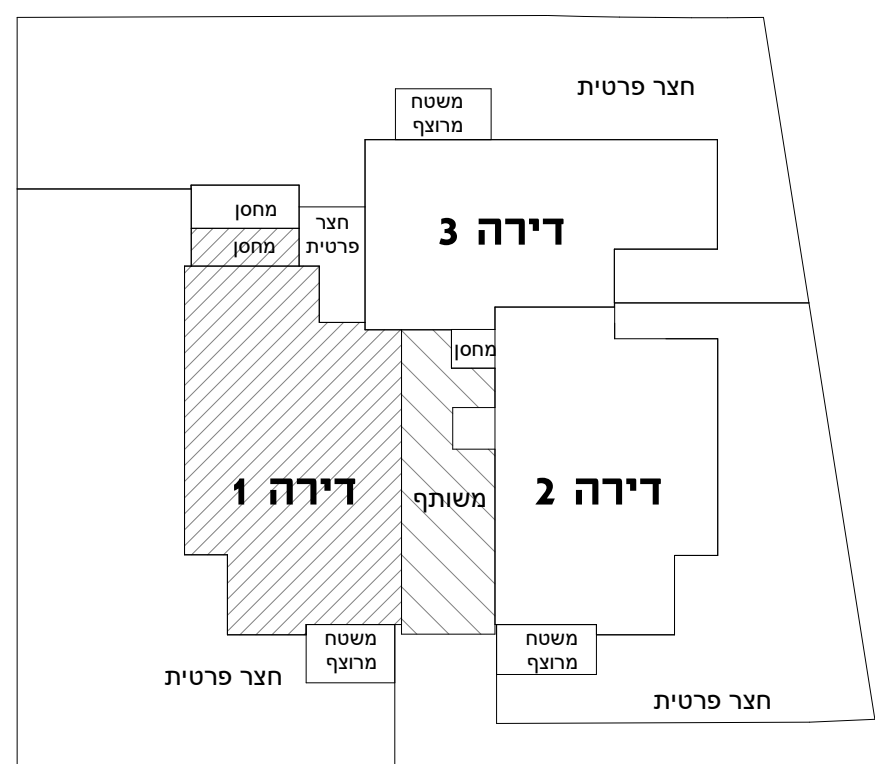 חצר פרטית
משטח
מרוצף
מחסן
חצר
פרטית
מחסן
דירה 3
מחסן
דירה 1
משותף
דירה 2
משטח
מרוצף
משטח
מרוצף
חצר פרטית
חצר פרטית